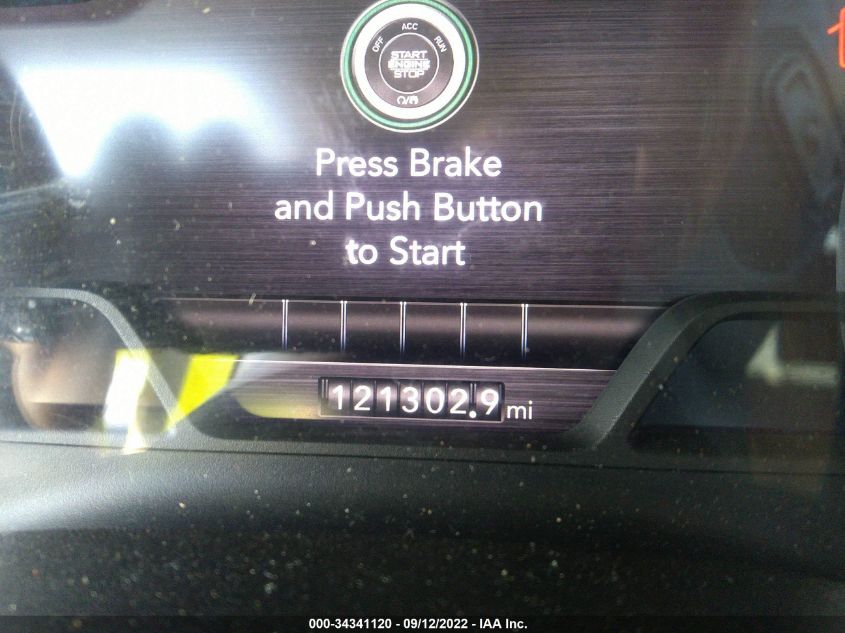 OFF ACC RUN
START
ENGINE
STOP
Press Brake
and Push Button
to Start
121302.9 mi
000-34341120 - 09/12/2022 - IAA Inc.